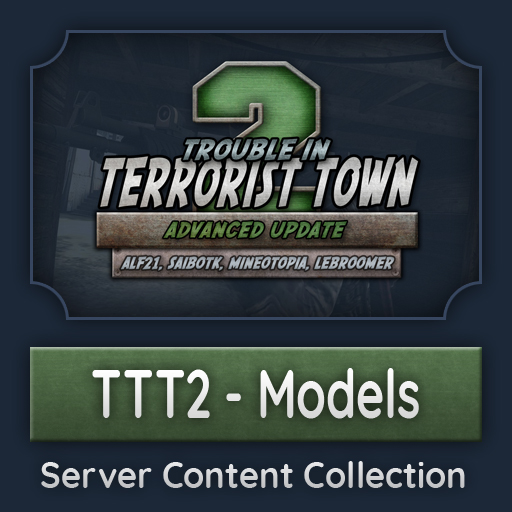 2
TROUBLE IN
TERRORIST TOWN
ADVANCED UPDATE
ALF21, SAIBOTK, MINEOTOPIA, LEBROOMER
TTT2 - Models
Server Content Collection